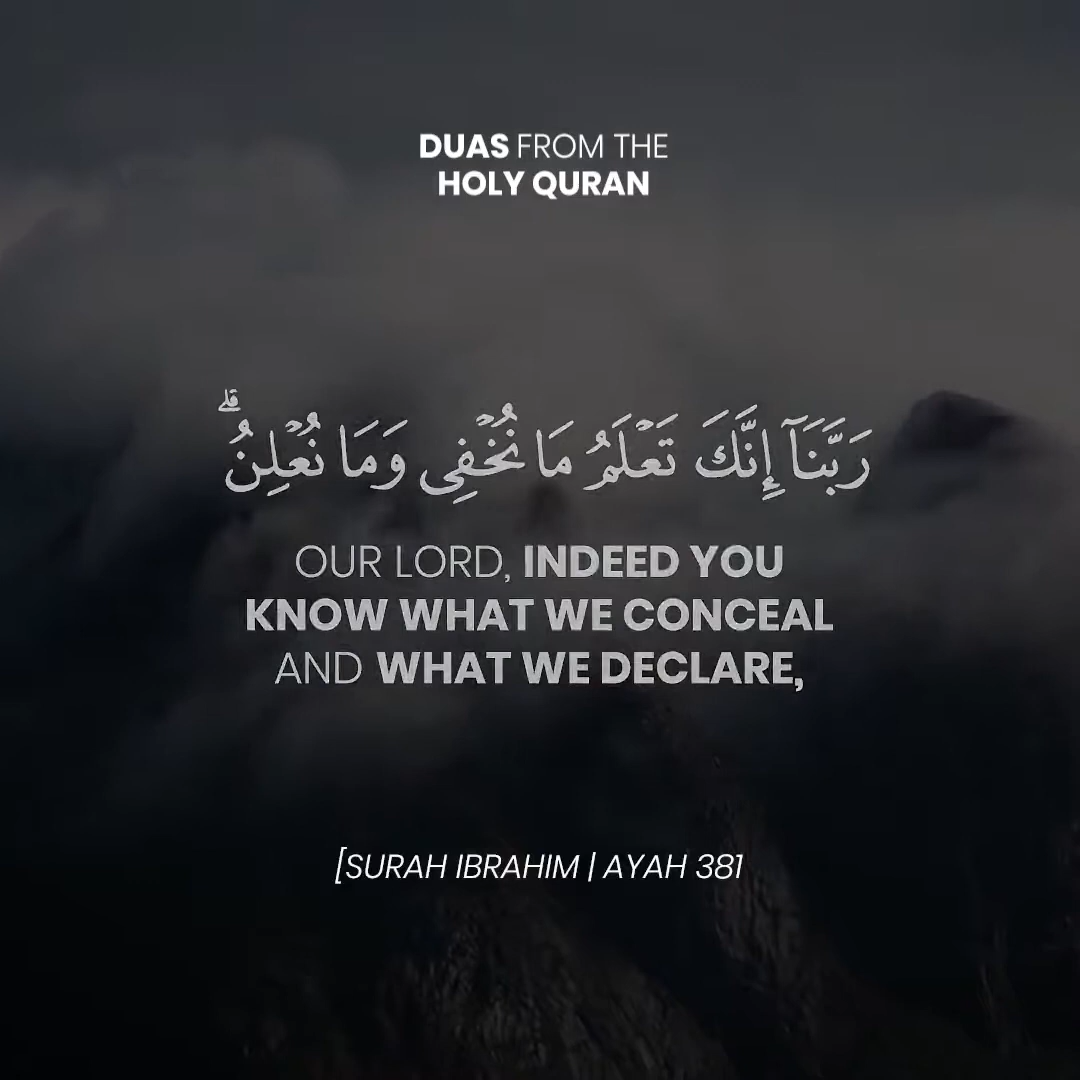 DUAS FROM THE
HOLY QURAN
رَبَّنَآ إِنَّكَ تَعْلَمُ مَا نُخْفِى وَمَا نُعْلِنُ ۗ
OUR LORD, INDEED YOU
KNOW WHAT WE CONCEAL
AND WHAT WE DECLARE,
[SURAH IBRAHIM | AYAH 381